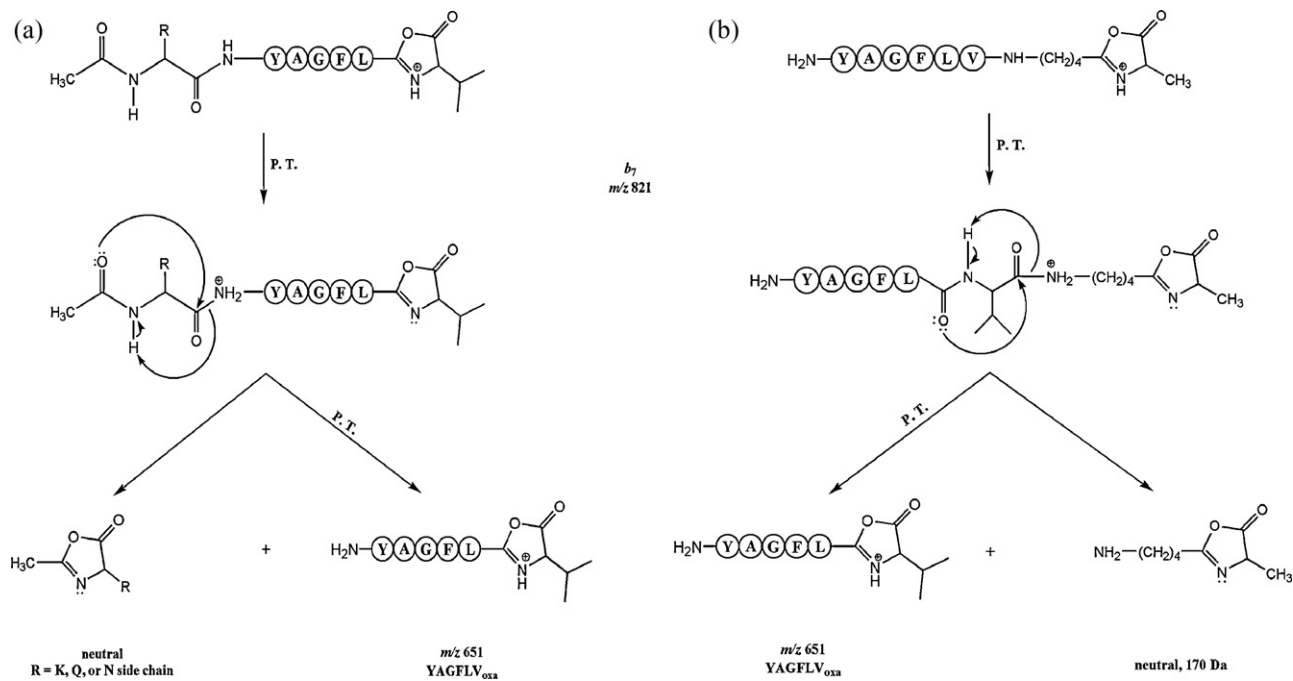 (a)
O
R
H
N
Y A G F L
O
O
N
H
H₃C
N
H
O
P. T.
b₇
m/z 821
:O:
R
H₃C
N
H
O
⊕
NH₂
Y A G F L
O
O
N:
P. T.
O
O
H₃C
N:
R
+
H₂N Y A G F L
O
O
⊕
N
H
neutral
R = K, Q, or N side chain
m/z 651
YAGFLVoxa
(b)
H₂N Y A G F L V NH (CH₂)₄
O
O
⊕
N
H
CH₃
P. T.
H
O
H₂N Y A G F L
N
:O:
⊕
NH₂
CH₂
4
O
O
N:
CH₃
P. T.
H₂N Y A G F L
O
O
⊕
N
H
+
NH₂ (CH₂)₄
O
O
N:
CH₃
m/z 651
YAGFLVoxa
neutral, 170 Da